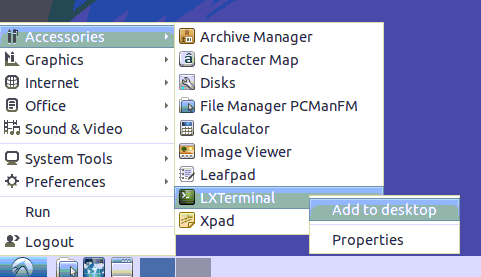 Accessories
Graphics
Internet
Office
Sound & Video
System Tools
Preferences
Run
Logout
Archive Manager
Character Map
Disks
File Manager PCManFM
Galculator
Image Viewer
Leafpad
LXTerminal
Xpad
Add to desktop
Properties